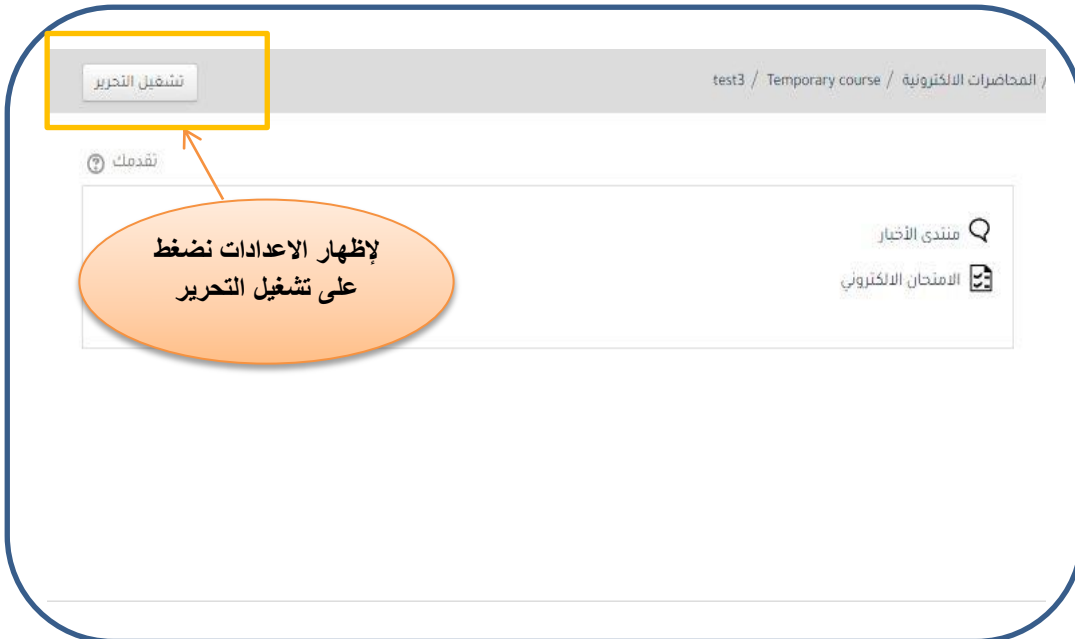 / المحاضرات الالكترونية / Temporary course / test3
تشغيل التحرير
تقدمك
لإظهار الاعدادات نضغط
على تشغيل التحرير
منتدى الأخبار
الامتحان الالكتروني